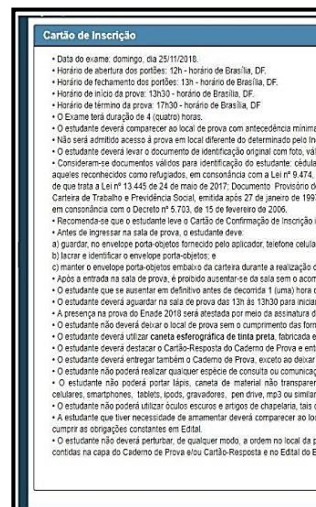 Cartão de Inscrição
• Data do exame: domingo, dia 25/11/2018.
• Horário de abertura dos portões: 12h - horário de Brasília, DF.
• Horário de fechamento dos portões: 13h - horário de Brasília, DF.
• Horário de início da prova: 13h30 - horário de Brasília, DF.
• Horário de término da prova: 17h30 - horário de Brasília, DF
• O Exame terá duração de 4 (quatro) horas.
• O estudante deverá comparecer ao local de prova com antecedência mínima
• Não será admitido acesso à prova em local diferente do determinado pelo In
• O estudante deverá levar o documento de identificação original com foto, vál
• Consideram-se documentos válidos para identificação do estudante: cédula
aqueles reconhecidos como refugiados, em consonância com a Lei nº 9.474,
de que trata a Lei nº 13.445 de 24 de maio de 2017; Documento Provisório d
Carteira de Trabalho e Previdência Social, emitida após 27 de janeiro de 199
em consonância com o Decreto nº 5.703, de 15 de fevereiro de 2006.
• Recomenda-se que o estudante leve o Cartão de Confirmação de Inscrição i
• Antes de ingressar na sala de prova, o estudante deve:
a) guardar, no envelope porta-objetos fornecido pelo aplicador, telefone celula
b) lacrar e identificar o envelope porta-objetos; e
c) manter o envelope porta-objetos embaixo da carteira durante a realização d
• Após a entrada na sala de prova, é proibido ausentar-se da sala sem o acom
• O estudante que se ausentar em definitivo antes de decorrida 1 (uma) hora d
• O estudante deverá aguardar na sala de prova das 13h às 13h30 para inicia
• A presença na prova do Enade 2018 será atestada por meio da assinatura d
• O estudante não deverá deixar o local de prova sem o cumprimento das form
• O estudante deverá utilizar caneta esferográfica de tinta preta, fabricada e
• O estudante deverá destacar o Cartão-Resposta do Caderno de Prova e ent
• O estudante deverá entregar também o Caderno de Prova, exceto ao deixar
• O estudante não poderá realizar qualquer espécie de consulta ou comunicaç
• O estudante não poderá portar lápis, caneta de material não transparen
celulares, smartphones, tablets, ipods, gravadores, pen drive, mp3 ou similar
• O estudante não poderá utilizar óculos escuros e artigos de chapelaria, tais c
• A estudante que tiver necessidade de amamentar deverá comparecer ao loc
cumprir as obrigações constantes em Edital.
• O estudante não deverá perturbar, de qualquer modo, a ordem no local da p
contidas na capa do Caderno de Prova e/ou Cartão-Resposta e no Edital do E